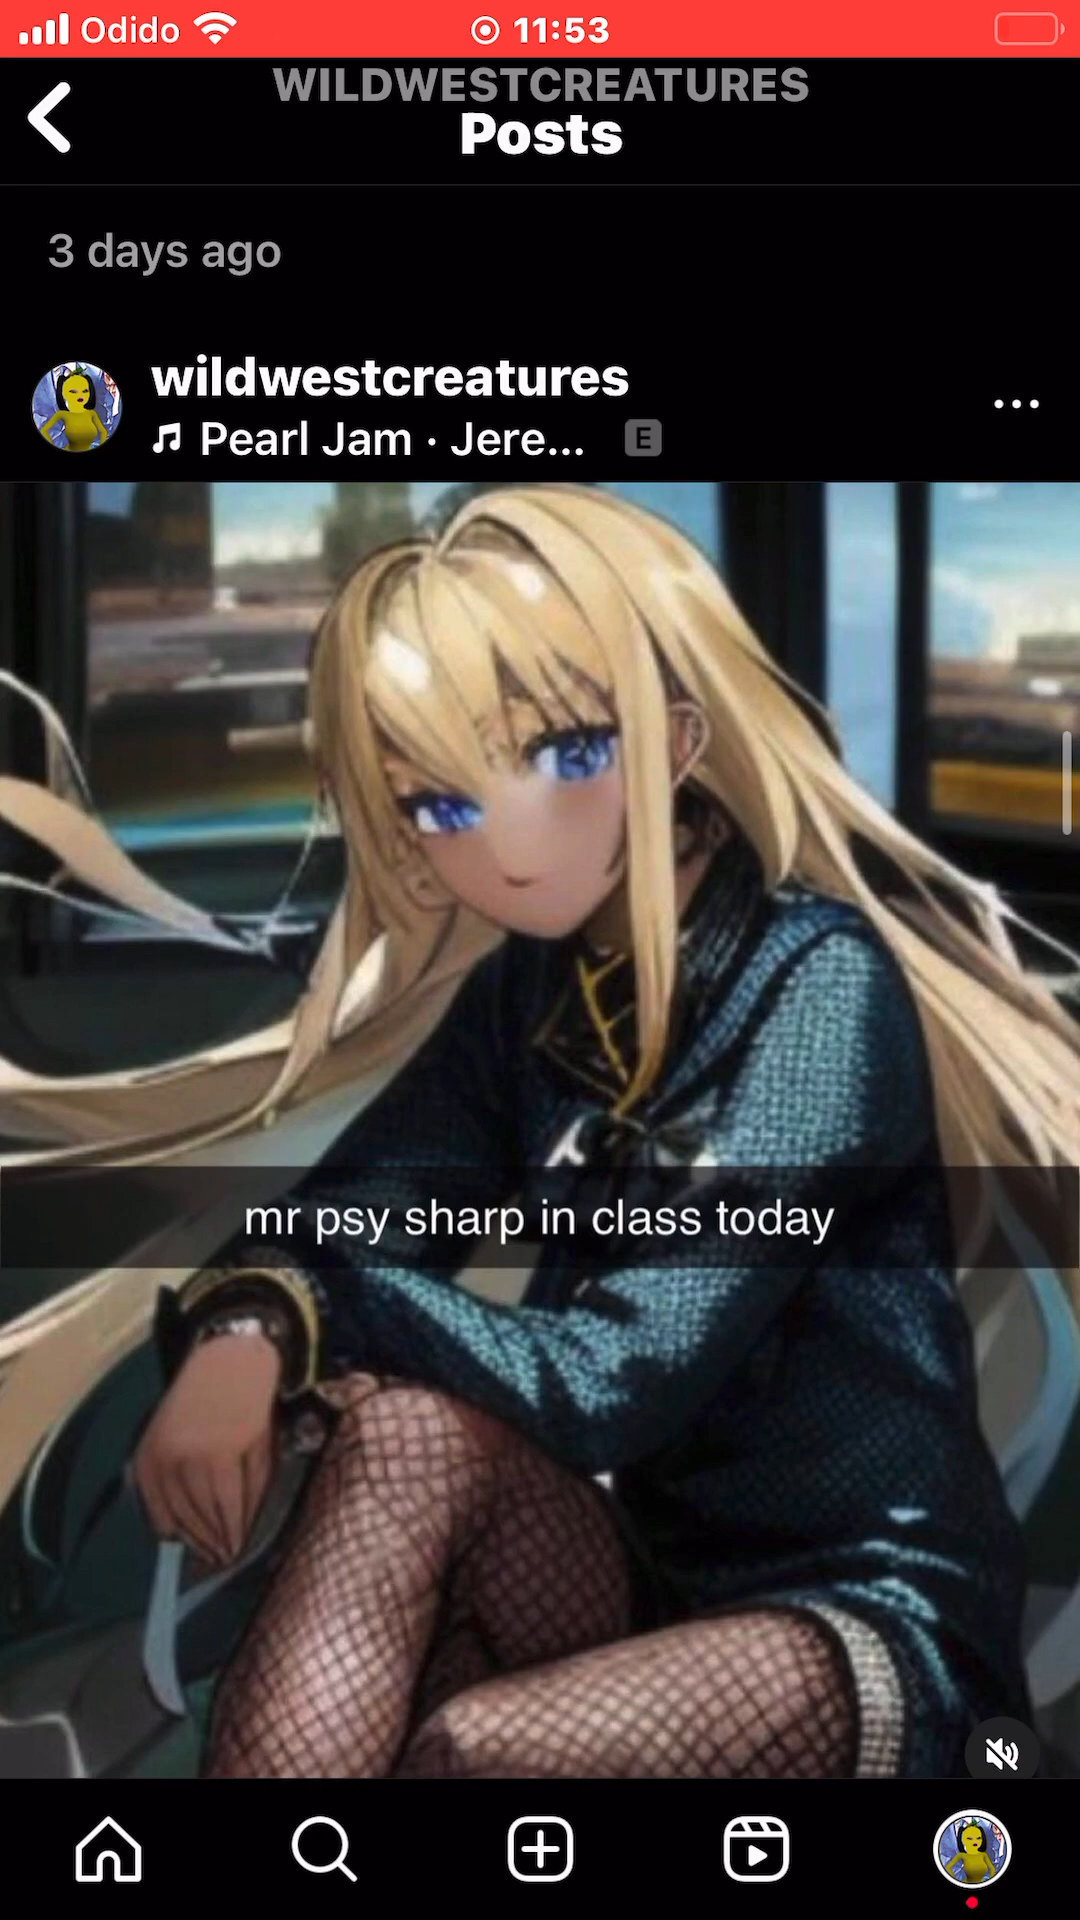 Odido 11:53
WILDWESTCREATURES
Posts
3 days ago
wildwestcreatures
Pearl Jam · Jere... E
mr psy sharp in class today